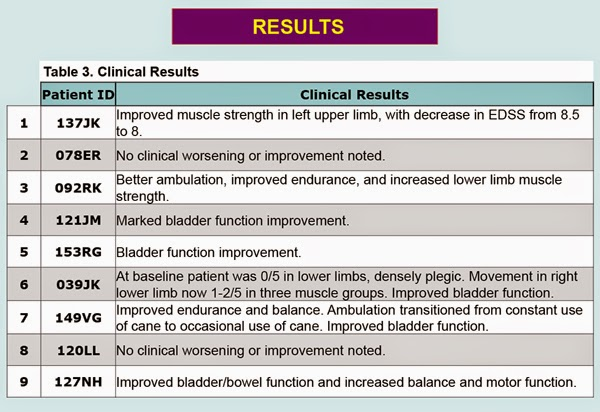 RESULTS
Table 3. Clinical Results
Patient ID Clinical Results
1 137JK Improved muscle strength in left upper limb, with decrease in EDSS from 8.5
to 8.
2 078ER No clinical worsening or improvement noted.
3 092RK Better ambulation, improved endurance, and increased lower limb muscle
strength.
4 121JM Marked bladder function improvement.
5 153RG Bladder function improvement.
6 039JK At baseline patient was 0/5 in lower limbs, densely plegic. Movement in right
lower limb now 1-2/5 in three muscle groups. Improved bladder function.
7 149VG Improved endurance and balance. Ambulation transitioned from constant use
of cane to occasional use of cane. Improved bladder function.
8 120LL No clinical worsening or improvement noted.
9 127NH Improved bladder/bowel function and increased balance and motor function.